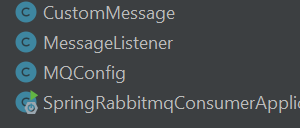 CustomMessage
MessageListener
MQConfig
SpringRabbitmqConsumerApplic